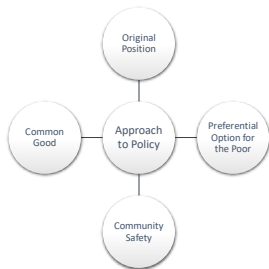 Original
Position
Common
Good
Approach
to Policy
Preferential
Option for
the Poor
Community
Safety